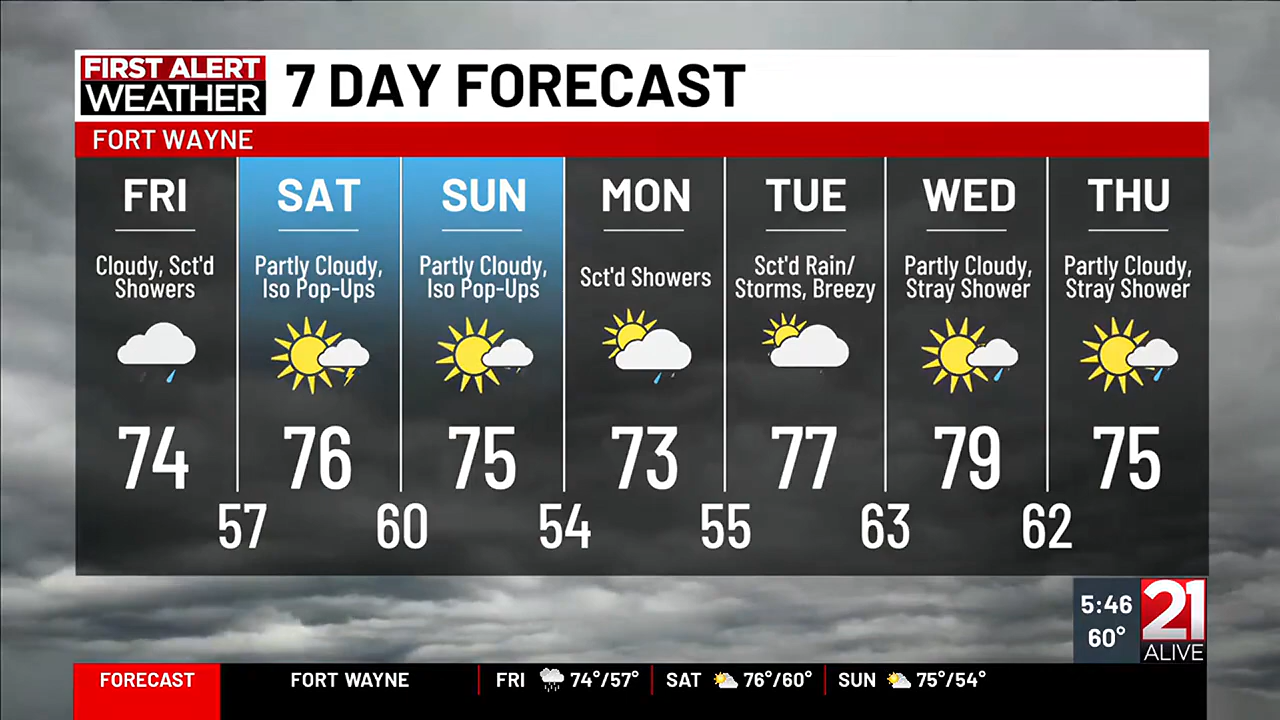 FIRST ALERT
WEATHER
7 DAY FORECAST
FORT WAYNE
FRI
Cloudy, Sct'd
Showers
74
57
SAT
Partly Cloudy,
Iso Pop-Ups
76
60
SUN
Partly Cloudy,
Iso Pop-Ups
75
54
MON
Sct'd Showers
73
55
TUE
Sct'd Rain/
Storms, Breezy
77
63
WED
Partly Cloudy,
Stray Shower
79
62
THU
Partly Cloudy,
Stray Shower
75
5:46
60°
21
ALIVE
FORECAST FORT WAYNE FRI 74°/57° SAT 76°/60° SUN 75°/54°